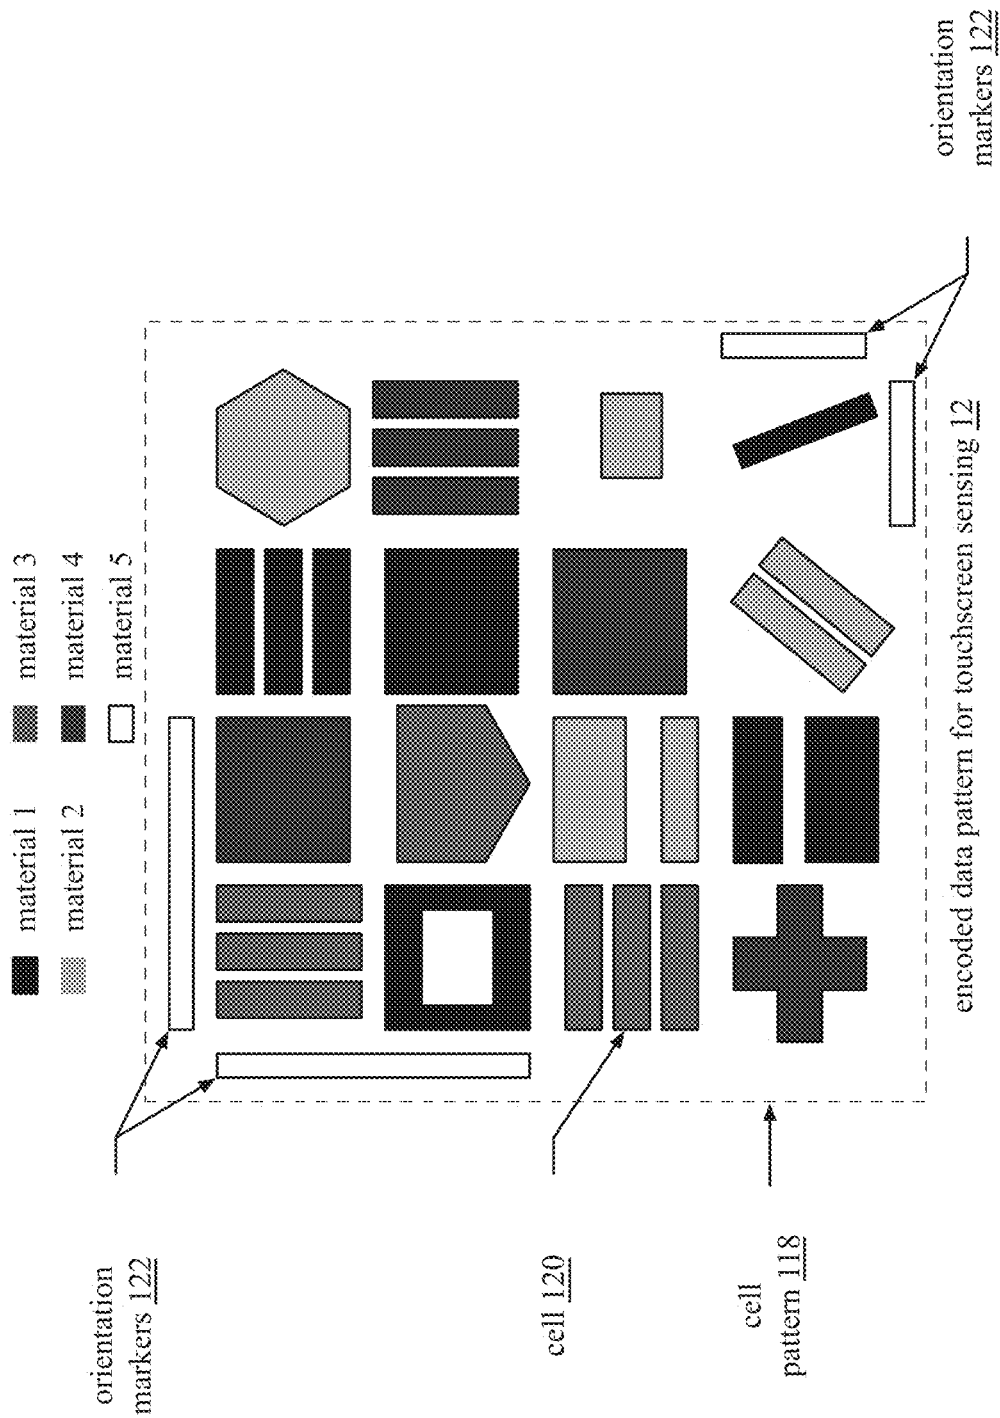 material 1
material 3
material 2
material 4
material 5
orientation
markers 122
cell 120
cell
pattern 118
orientation
markers 122
encoded data pattern for touchscreen sensing 12